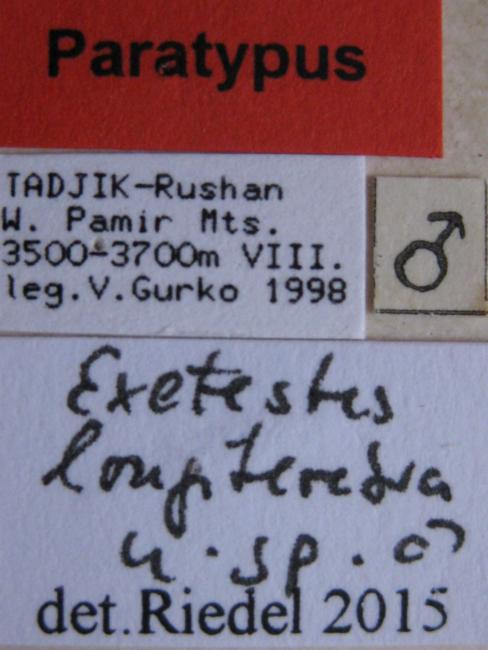 Paratypus
TADJIK-Rushan
W. Pamir Mts.
3500-3700m VIII.
leg.V.Gurko 1998
♂
Exetestes
longiterebra
n.sp. ♂
det.Riedel 2015